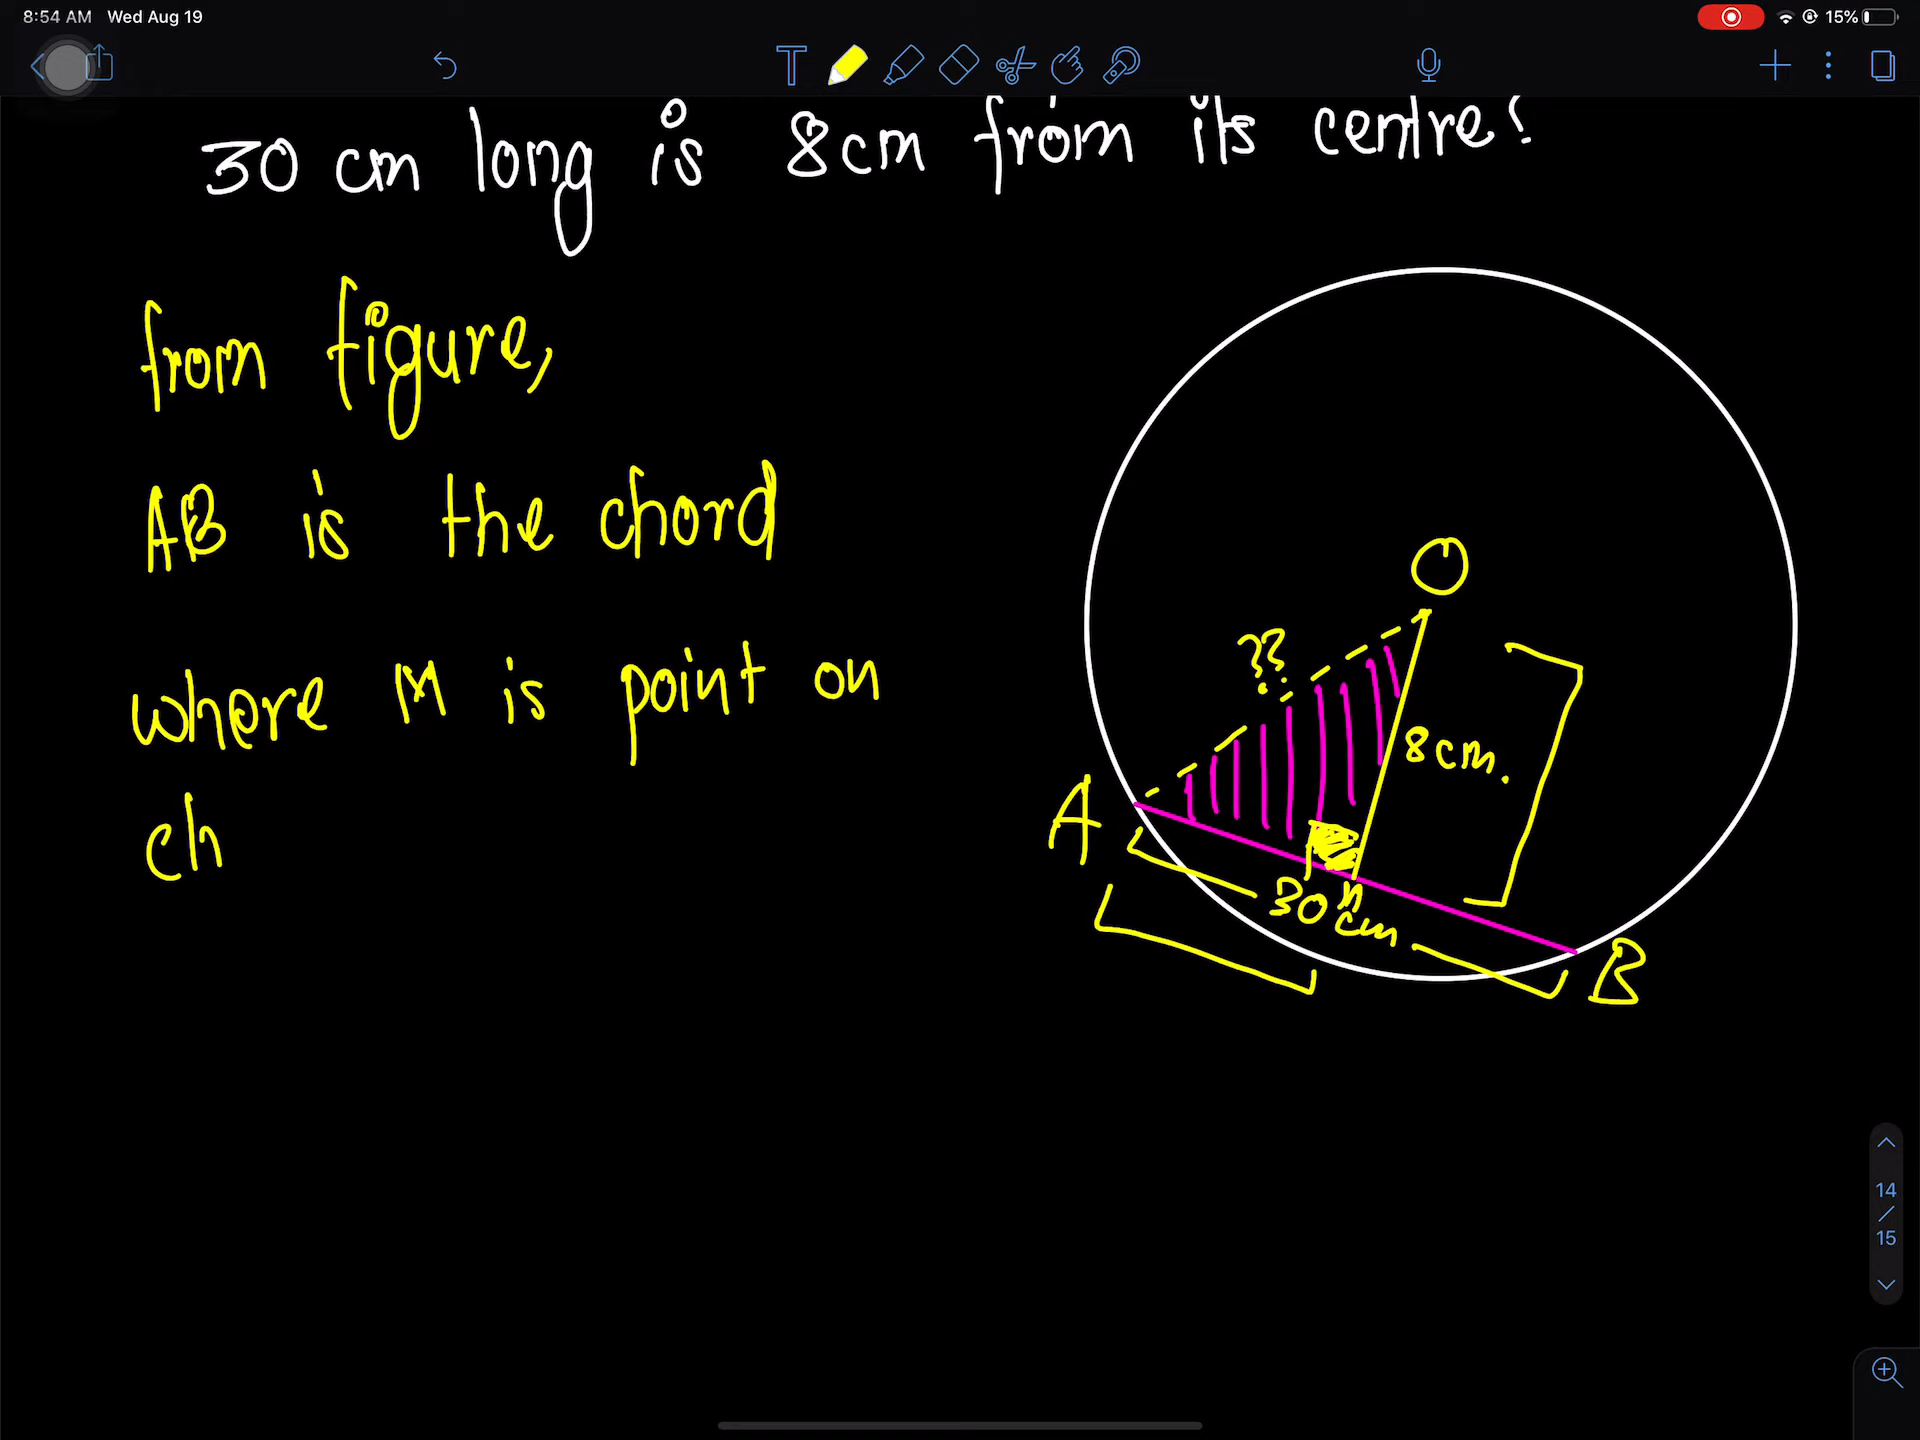 8:54 AM Wed Aug 19
15%
T
30 cm long is 8cm from its centre?
from figure,
AB is the chord
where M is point on
ch
O
??
8cm.
A
30 cm
B
14
/
15